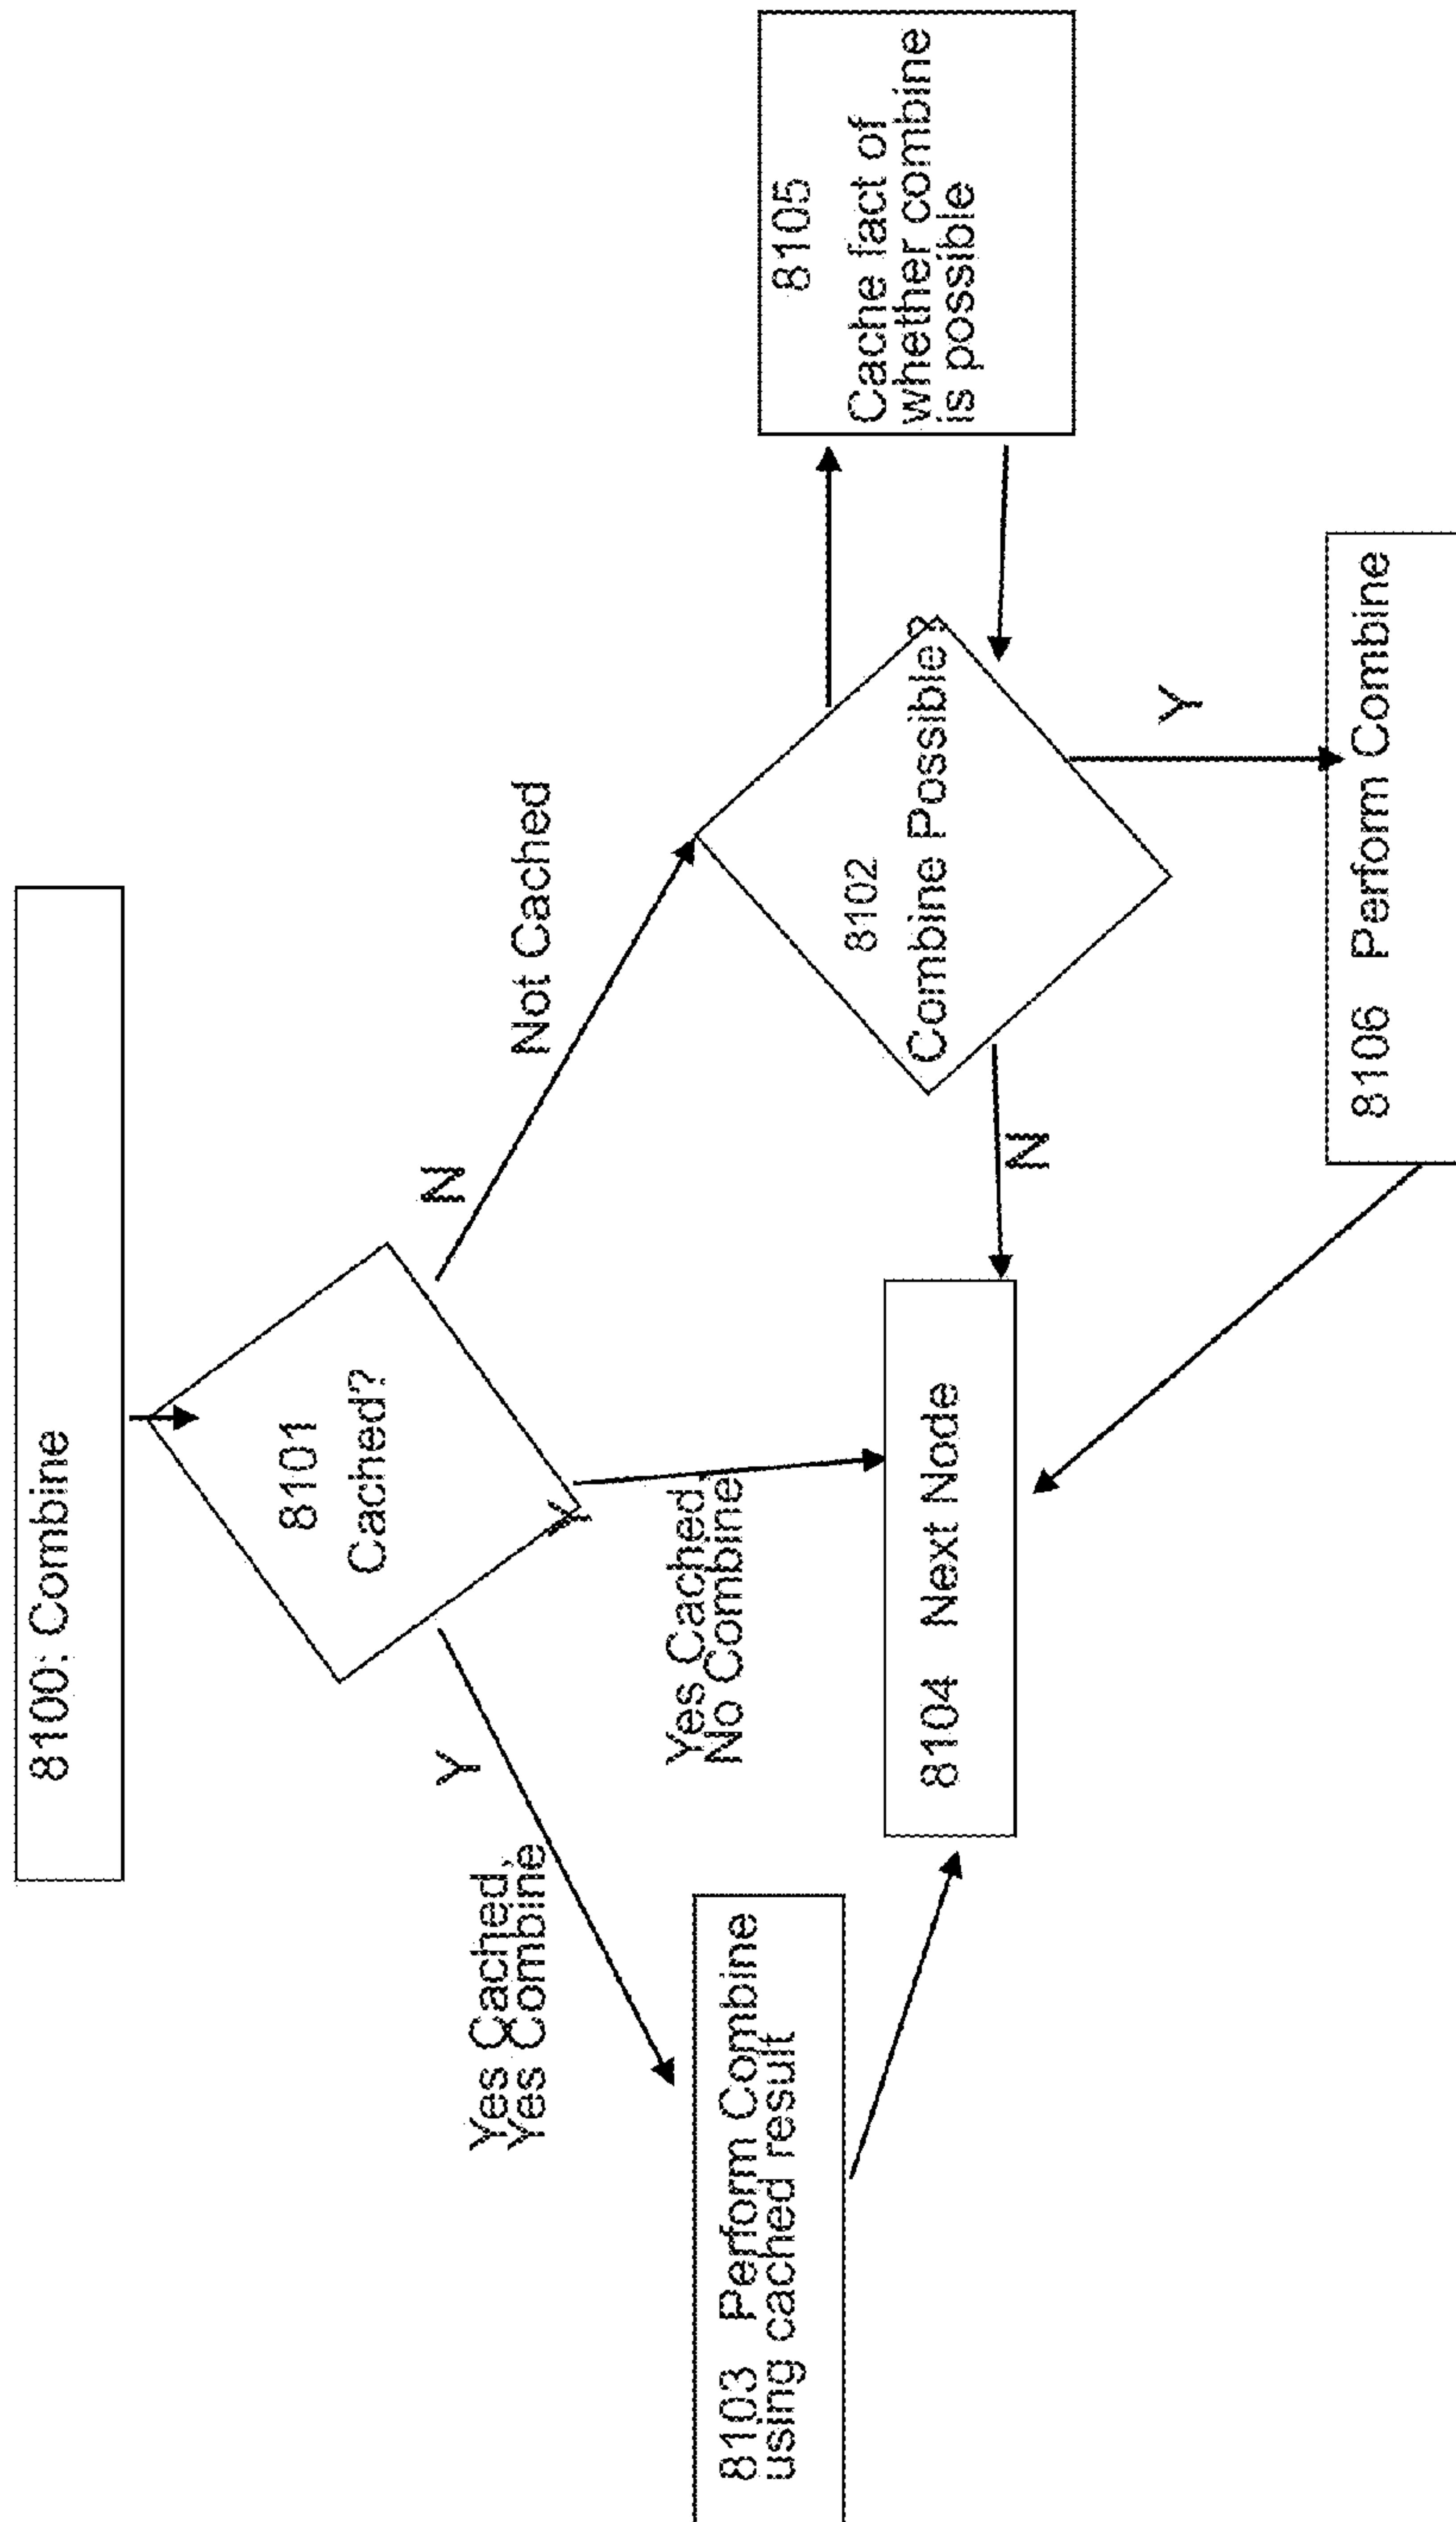 8100: Combine
8101
Cached?
N
Not Cached
Y
Yes Cached,
Yes Combine
Y
Yes Cached,
No Combine
8103 Perform Combine
using cached result
8104 Next Node
8102
Combine Possible ?
N
Y
8105
Cache fact of
whether combine
is possible
8106 Perform Combine